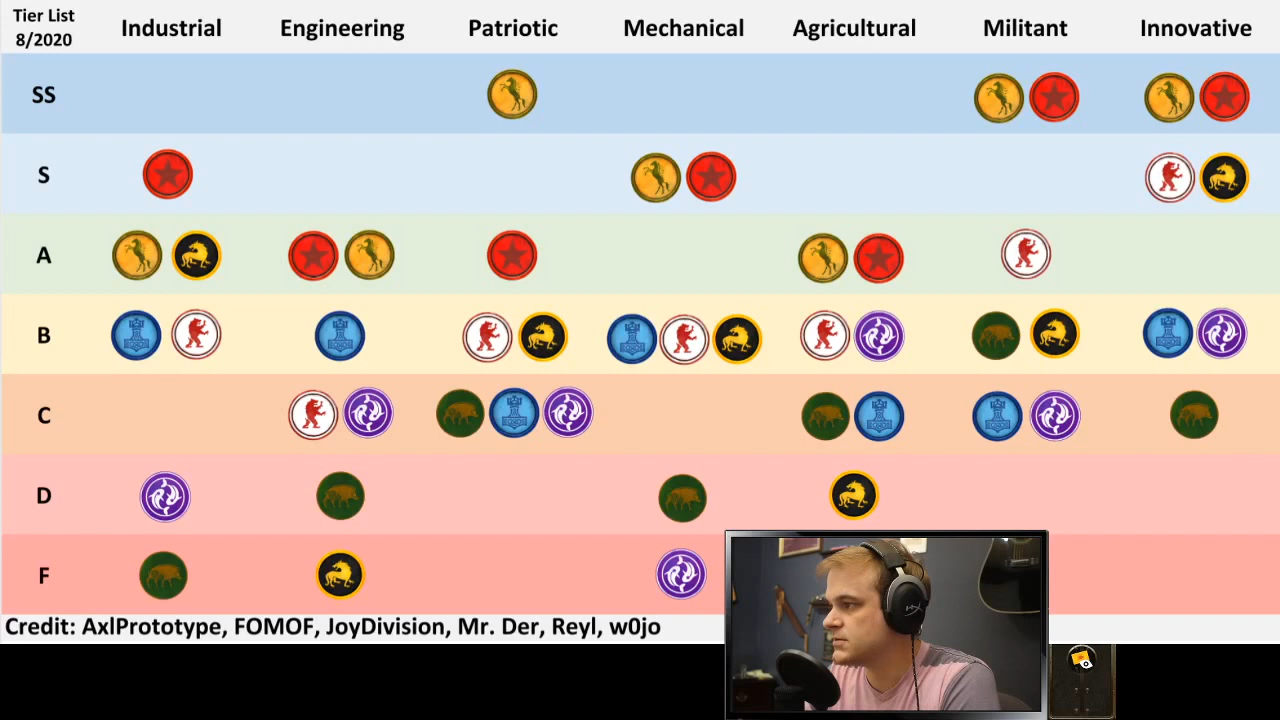 Tier List
8/2020
Industrial
Engineering
Patriotic
Mechanical
Agricultural
Militant
Innovative
SS
S
A
B
C
D
F
Credit: AxlPrototype, FOMOF, JoyDivision, Mr. Der, Reyl, w0jo